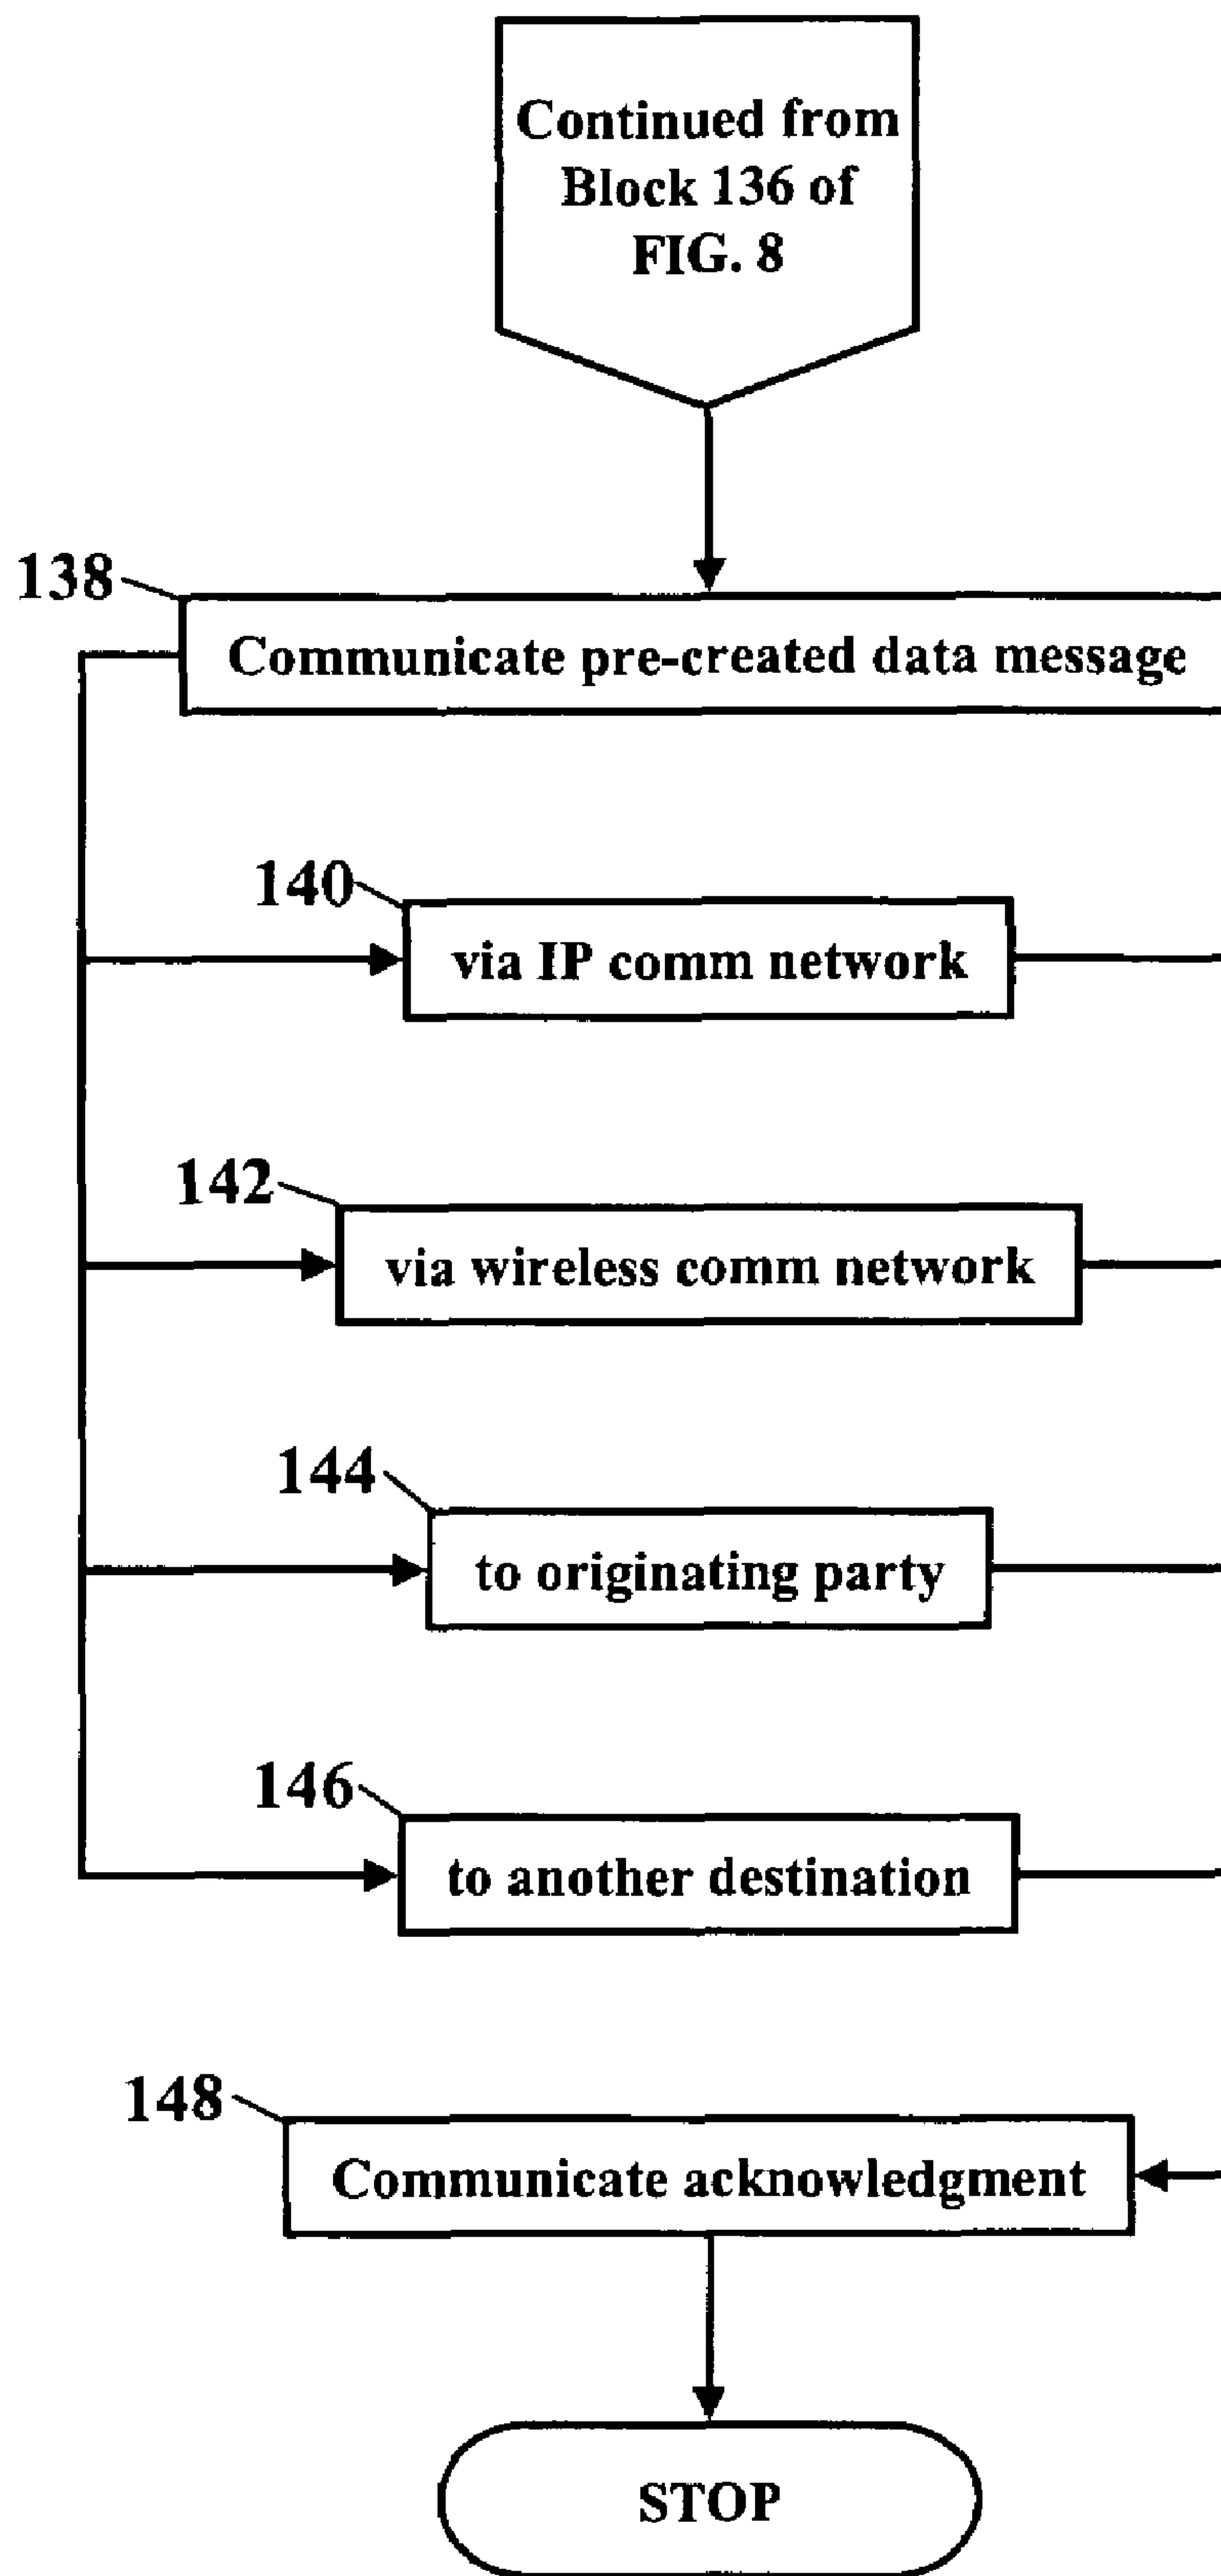 Continued from
Block 136 of
FIG. 8
138
Communicate pre-created data message
140
via IP comm network
142
via wireless comm network
144
to originating party
146
to another destination
148
Communicate acknowledgment
STOP